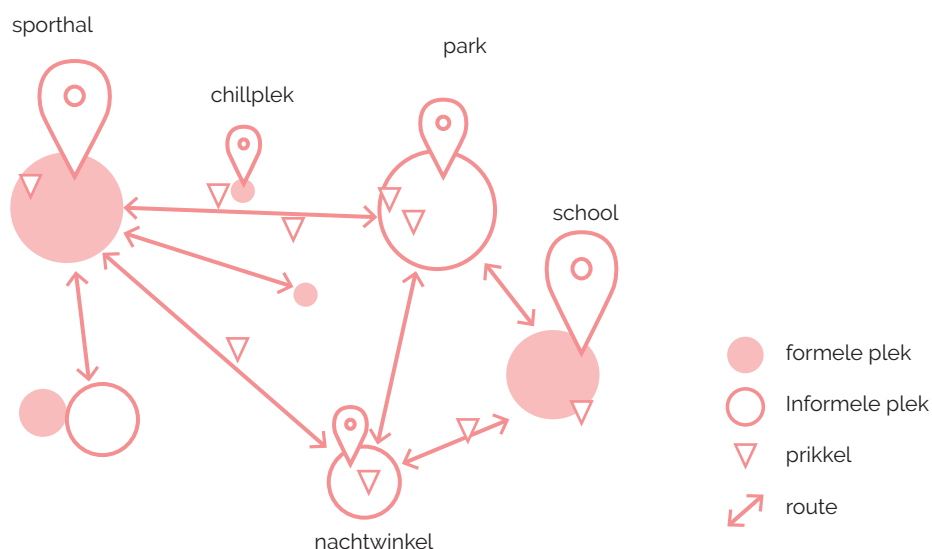 sporthal
park
chillplek
school
nachtwinkel
formele plek
Informele plek
prikkel
route